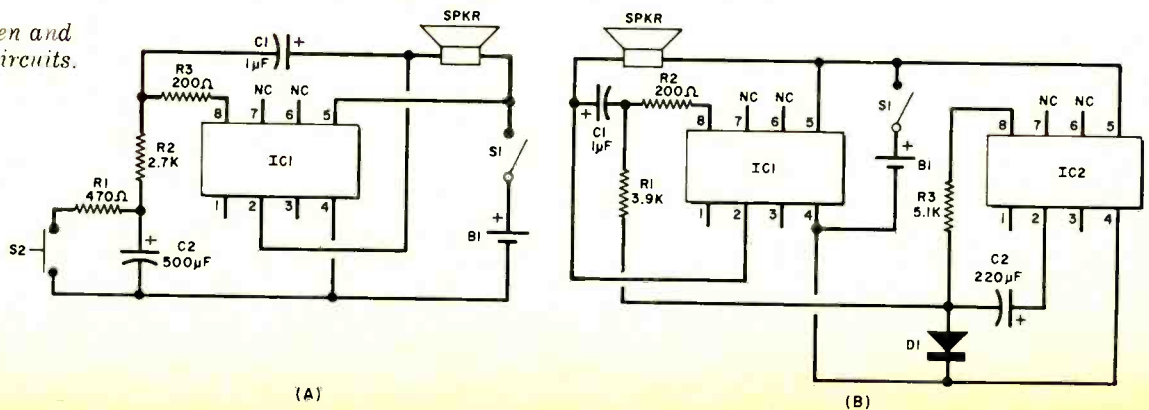 en and
ircuits.
SPKR
C1 +
1µF
R3
200Ω
NC NC
8 7 6 5
R2
2.7K
IC1
S1
R1
470Ω
1 2 3 4
+
B1
S2
+
C2
500µF
(A)
SPKR
R2
200Ω
NC NC
S1
NC NC
+ C1
1µF
8 7 6 5
+
B1
8 7 6 5
IC1
IC2
R1
3.9K
R3
5.1K
1 2 3 4
1 2 3 4
C2
220µF
+
D1
(B)